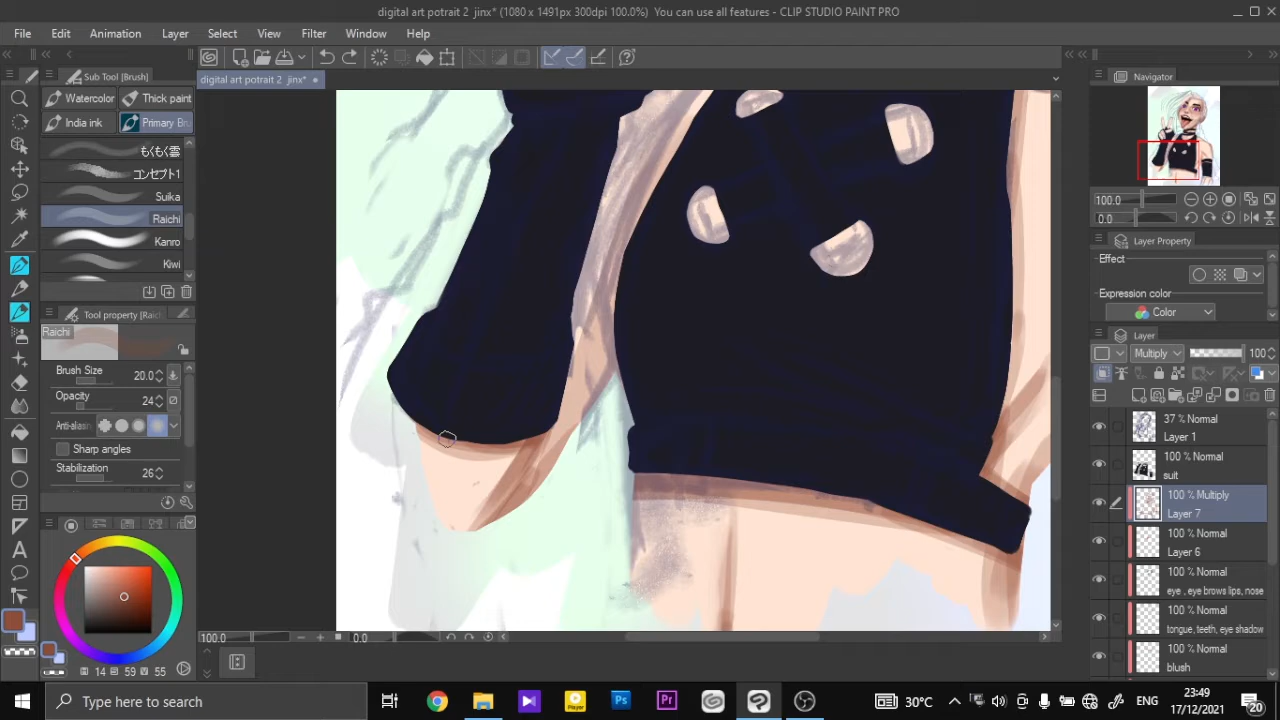 digital art potrait 2  jinx* (1080 x 1491px 300dpi 100.0%)  You can use all features - CLIP STUDIO PAINT PRO
File Edit Animation Layer Select View Filter Window Help
digital art potrait 2  jinx*
Sub Tool [Brush]
Watercolor Thick paint
India ink Primary Bru
もくもく雲
コンセプト1
Suika
Raichi
Kanro
Kiwi
Tool property [Raic
Raichi
Brush Size 20.0
Opacity 24
Anti-aliasin
Sharp angles
Stabilization 26
14 59 55
100.0 0.0
Navigator
100.0
0.0
Layer Property
Effect
Expression color
Color
Layer
Multiply 100
37 % Normal
Layer 1
100 % Normal
suit
100 % Multiply
Layer 7
100 % Normal
Layer 6
100 % Normal
eye , eye brows lips, nose
100 % Normal
tongue, teeth, eye shadow
100 % Normal
blush
Type here to search
Player
Ps
Pr
30°C
ENG
23:49
17/12/2021
20